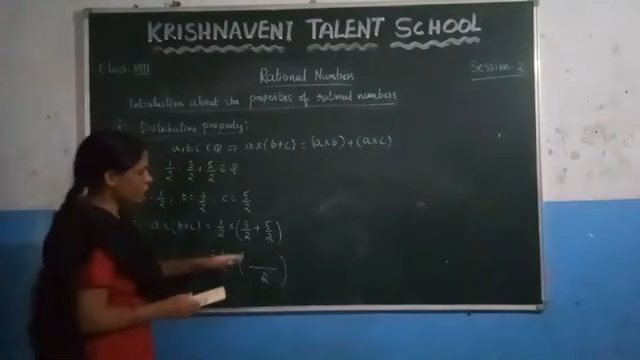 KRISHNAVENI TALENT SCHOOL
Class: VIII
Rational Numbers
Session-2
Introduction about the properties of rational numbers
Distributive property:
a,b,c ∈ Q ⇒ a×(b+c) = (a×b)+(a×c)
1/2, 3/2, 5/2 ∈ Q
1/2, b=3/2, c=5/2
a×(b+c) = 1/2×(3/2+5/2)
( /2)